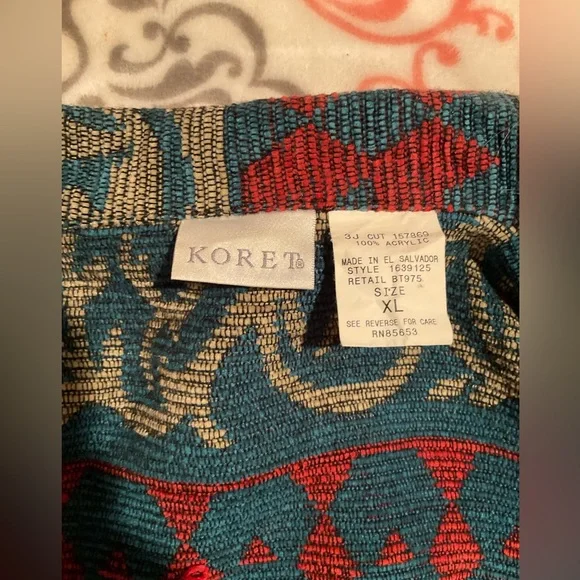 KORET®
3J CUT 157869
100% ACRYLIC
MADE IN EL SALVADOR
STYLE 1639125
RETAIL BT975
SIZE
XL
SEE REVERSE FOR CARE
RN85653